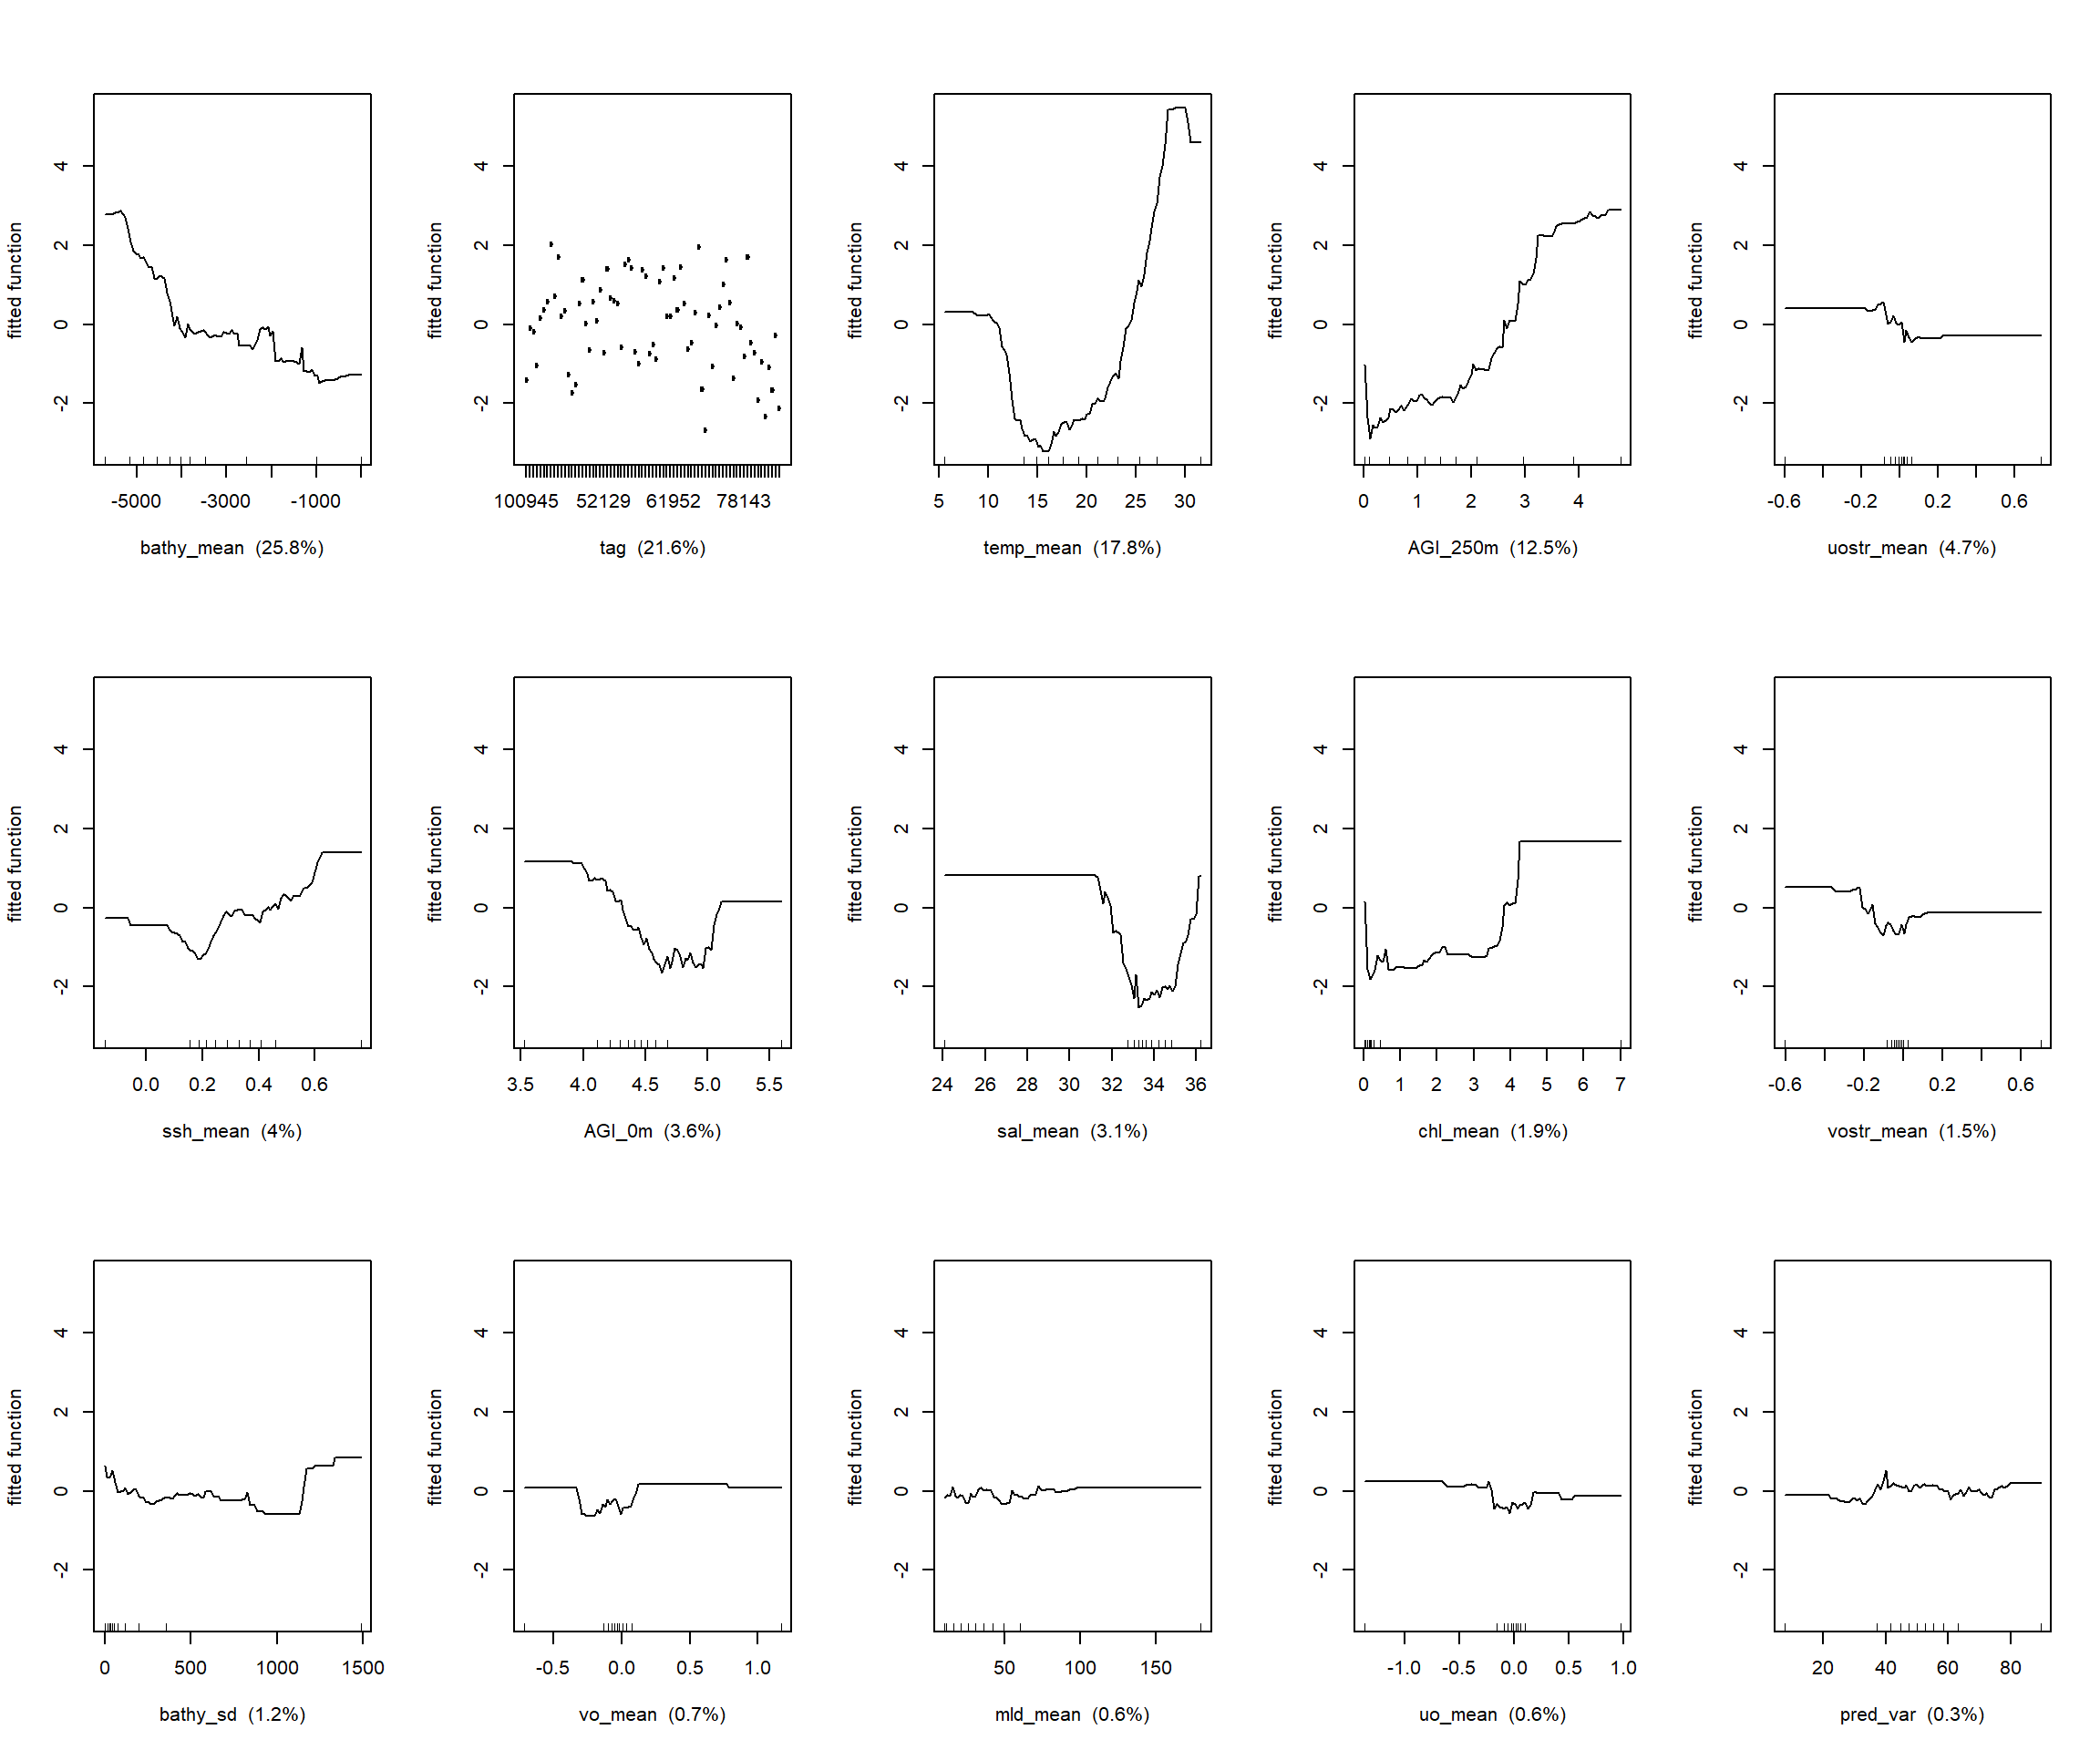 fitted function
4
2
0
-2
-5000 -3000 -1000
bathy_mean (25.8%)
fitted function
4
2
0
-2
100945 52129 61952 78143
tag (21.6%)
fitted function
4
2
0
-2
5 10 15 20 25 30
temp_mean (17.8%)
fitted function
4
2
0
-2
0 1 2 3 4
AGI_250m (12.5%)
fitted function
4
2
0
-2
-0.6 -0.2 0.2 0.6
uostr_mean (4.7%)
fitted function
4
2
0
-2
0.0 0.2 0.4 0.6
ssh_mean (4%)
fitted function
4
2
0
-2
3.5 4.0 4.5 5.0 5.5
AGI_0m (3.6%)
fitted function
4
2
0
-2
24 26 28 30 32 34 36
sal_mean (3.1%)
fitted function
4
2
0
-2
0 1 2 3 4 5 6 7
chl_mean (1.9%)
fitted function
4
2
0
-2
-0.6 -0.2 0.2 0.6
vostr_mean (1.5%)
fitted function
4
2
0
-2
0 500 1000 1500
bathy_sd (1.2%)
fitted function
4
2
0
-2
-0.5 0.0 0.5 1.0
vo_mean (0.7%)
fitted function
4
2
0
-2
50 100 150
mld_mean (0.6%)
fitted function
4
2
0
-2
-1.0 -0.5 0.0 0.5 1.0
uo_mean (0.6%)
fitted function
4
2
0
-2
20 40 60 80
pred_var (0.3%)